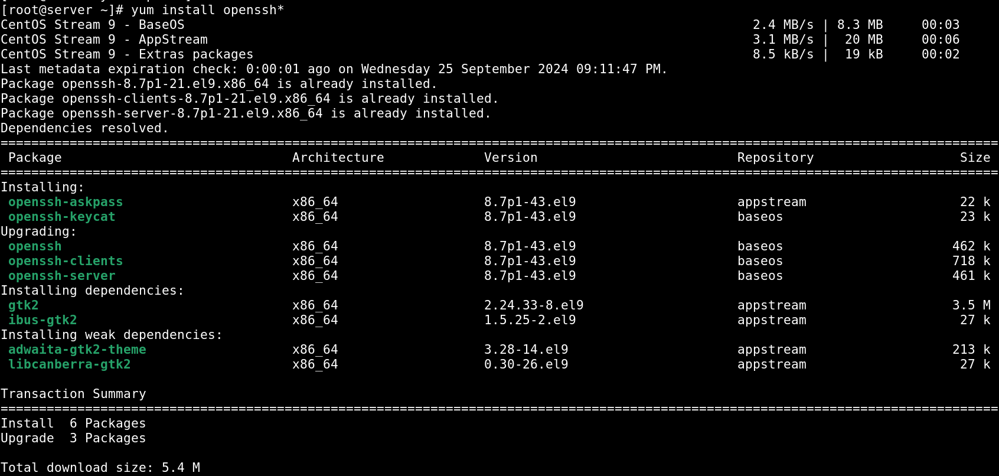 [root@server ~]# yum install openssh*
CentOS Stream 9 - BaseOS 2.4 MB/s | 8.3 MB 00:03
CentOS Stream 9 - AppStream 3.1 MB/s | 20 MB 00:06
CentOS Stream 9 - Extras packages 8.5 kB/s | 19 kB 00:02
Last metadata expiration check: 0:00:01 ago on Wednesday 25 September 2024 09:11:47 PM.
Package openssh-8.7p1-21.el9.x86_64 is already installed.
Package openssh-clients-8.7p1-21.el9.x86_64 is already installed.
Package openssh-server-8.7p1-21.el9.x86_64 is already installed.
Dependencies resolved.
==================================================================================================================================
Package Architecture Version Repository Size
==================================================================================================================================
Installing:
openssh-askpass x86_64 8.7p1-43.el9 appstream 22 k
openssh-keycat x86_64 8.7p1-43.el9 baseos 23 k
Upgrading:
openssh x86_64 8.7p1-43.el9 baseos 462 k
openssh-clients x86_64 8.7p1-43.el9 baseos 718 k
openssh-server x86_64 8.7p1-43.el9 baseos 461 k
Installing dependencies:
gtk2 x86_64 2.24.33-8.el9 appstream 3.5 M
ibus-gtk2 x86_64 1.5.25-2.el9 appstream 27 k
Installing weak dependencies:
adwaita-gtk2-theme x86_64 3.28-14.el9 appstream 213 k
libcanberra-gtk2 x86_64 0.30-26.el9 appstream 27 k
Transaction Summary
==================================================================================================================================
Install 6 Packages
Upgrade 3 Packages
Total download size: 5.4 M